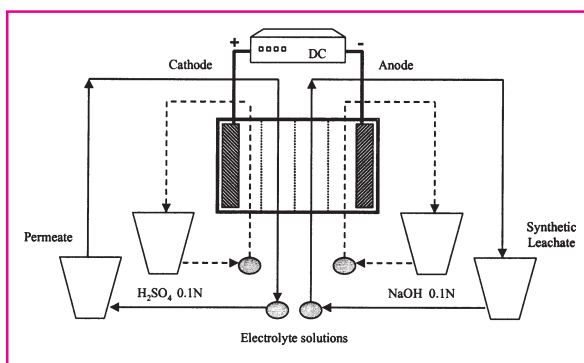 +
-
DC
Cathode
Anode
Permeate
Synthetic
Leachate
H₂SO₄ 0.1N
NaOH 0.1N
Electrolyte solutions